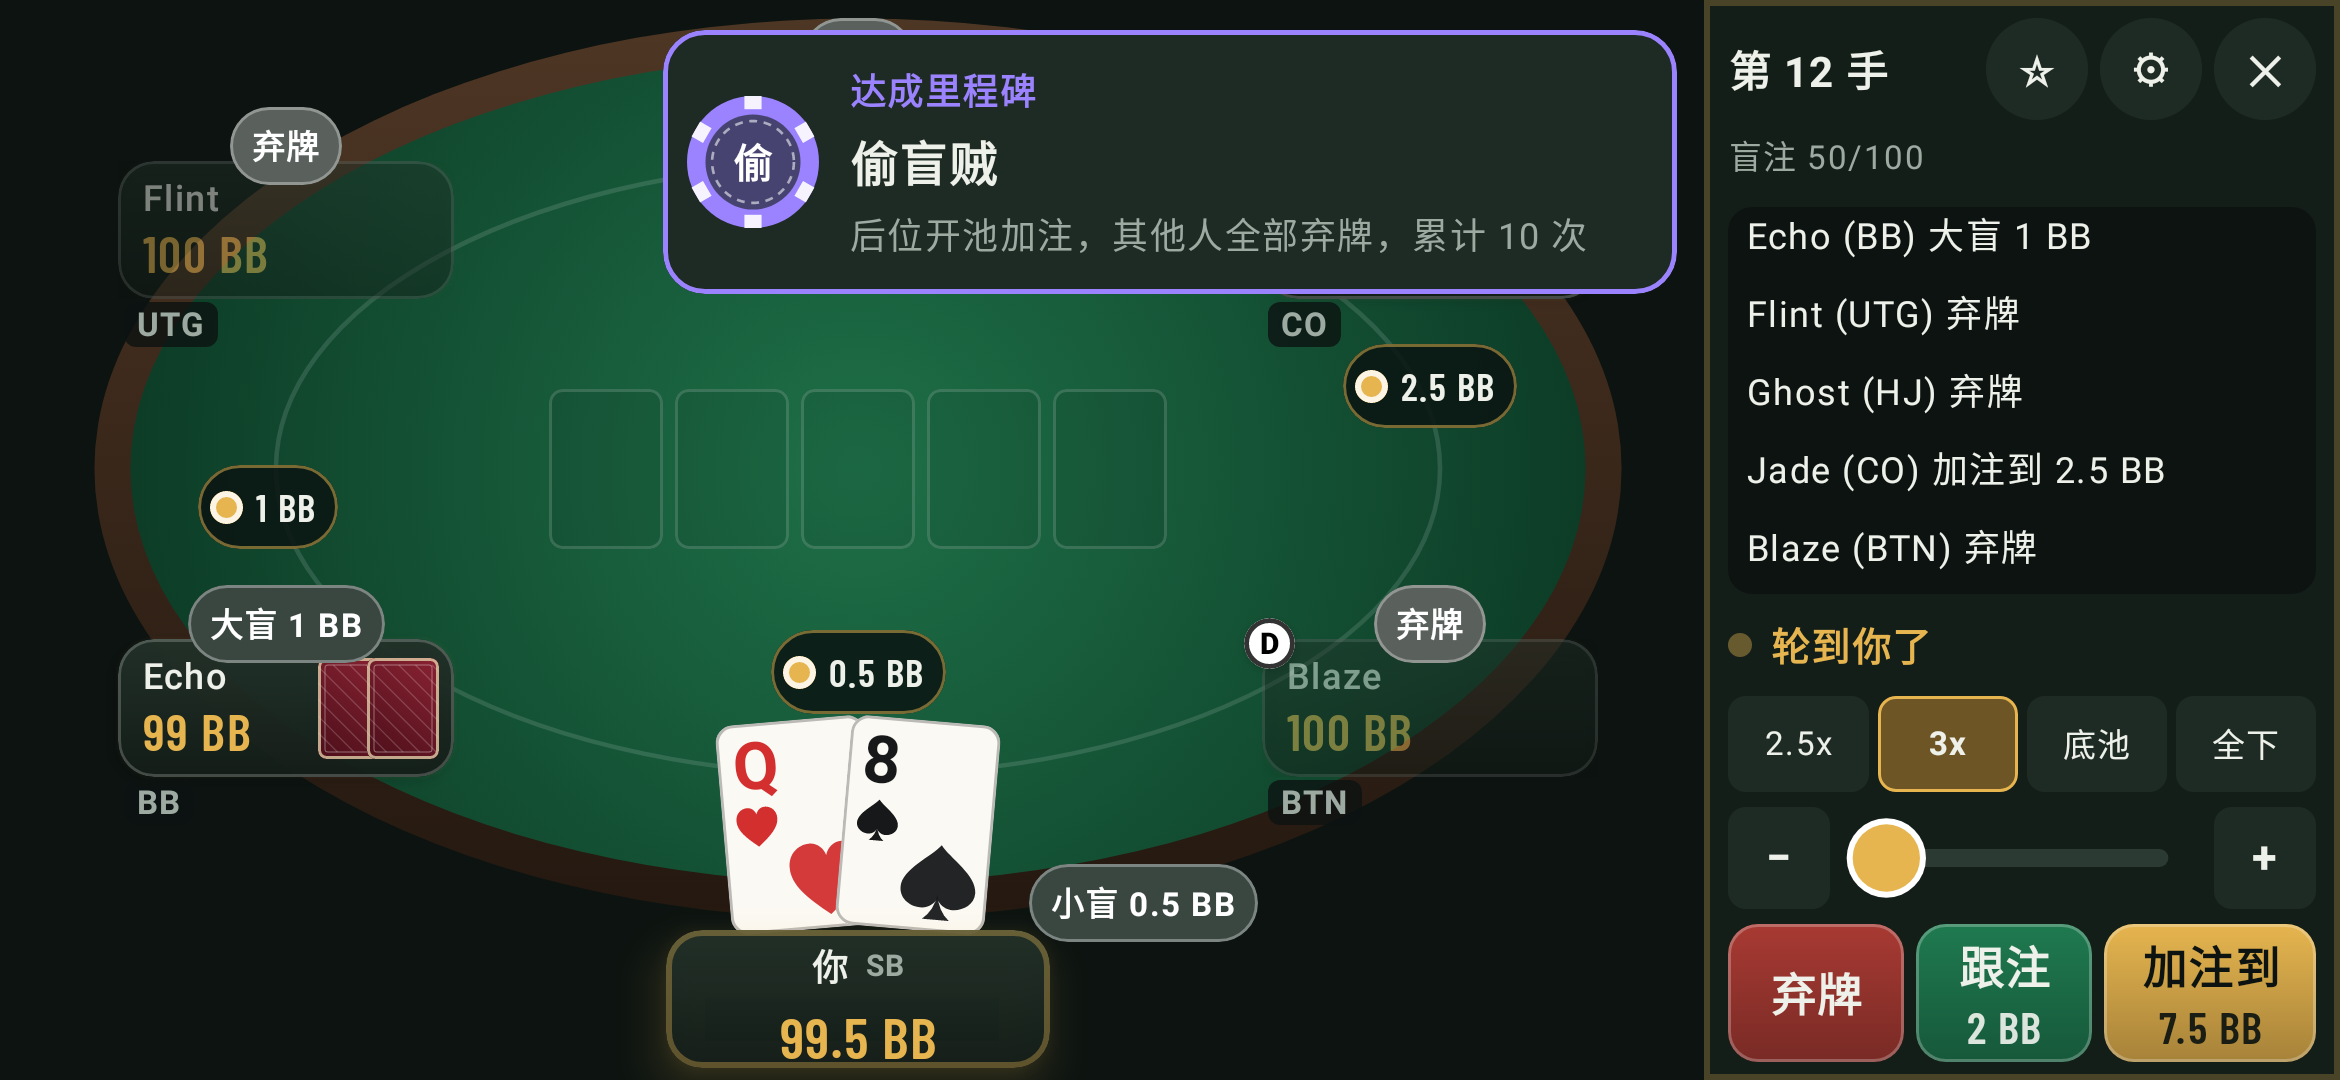 达成里程碑
偷
偷盲贼
后位开池加注，其他人全部弃牌，累计 10 次
弃牌
Flint
100 BB
UTG
CO
2.5 BB
1 BB
大盲 1 BB
Echo
99 BB
BB
0.5 BB
Q
8
D
弃牌
Blaze
100 BB
BTN
小盲 0.5 BB
你 SB
99.5 BB
第 12 手
盲注 50/100
Echo (BB) 大盲 1 BB
Flint (UTG) 弃牌
Ghost (HJ) 弃牌
Jade (CO) 加注到 2.5 BB
Blaze (BTN) 弃牌
轮到你了
2.5x
3x
底池
全下
−
+
弃牌
跟注
2 BB
加注到
7.5 BB